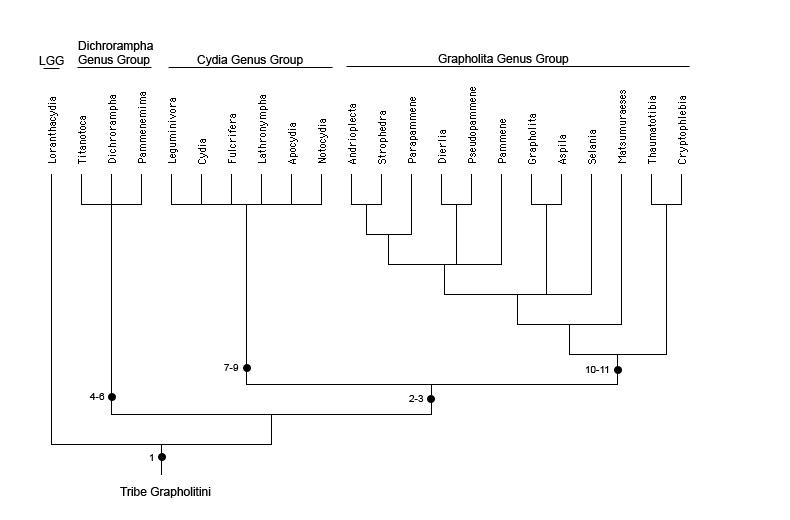 LGG
Dichrorampha
Genus Group
Cydia Genus Group
Grapholita Genus Group
Loranthacydia
Titanotoca
Dichrorampha
Pammenemima
Leguminivora
Cydia
Fulcrifera
Lathronympha
Apocydia
Notocydia
Andrioplecta
Strophedra
Parapammene
Dierlia
Pseudopammene
Pammene
Grapholita
Aspila
Selania
Matsumuraeses
Thaumatotibia
Cryptophlebia
7-9
10-11
4-6
2-3
1
Tribe Grapholitini